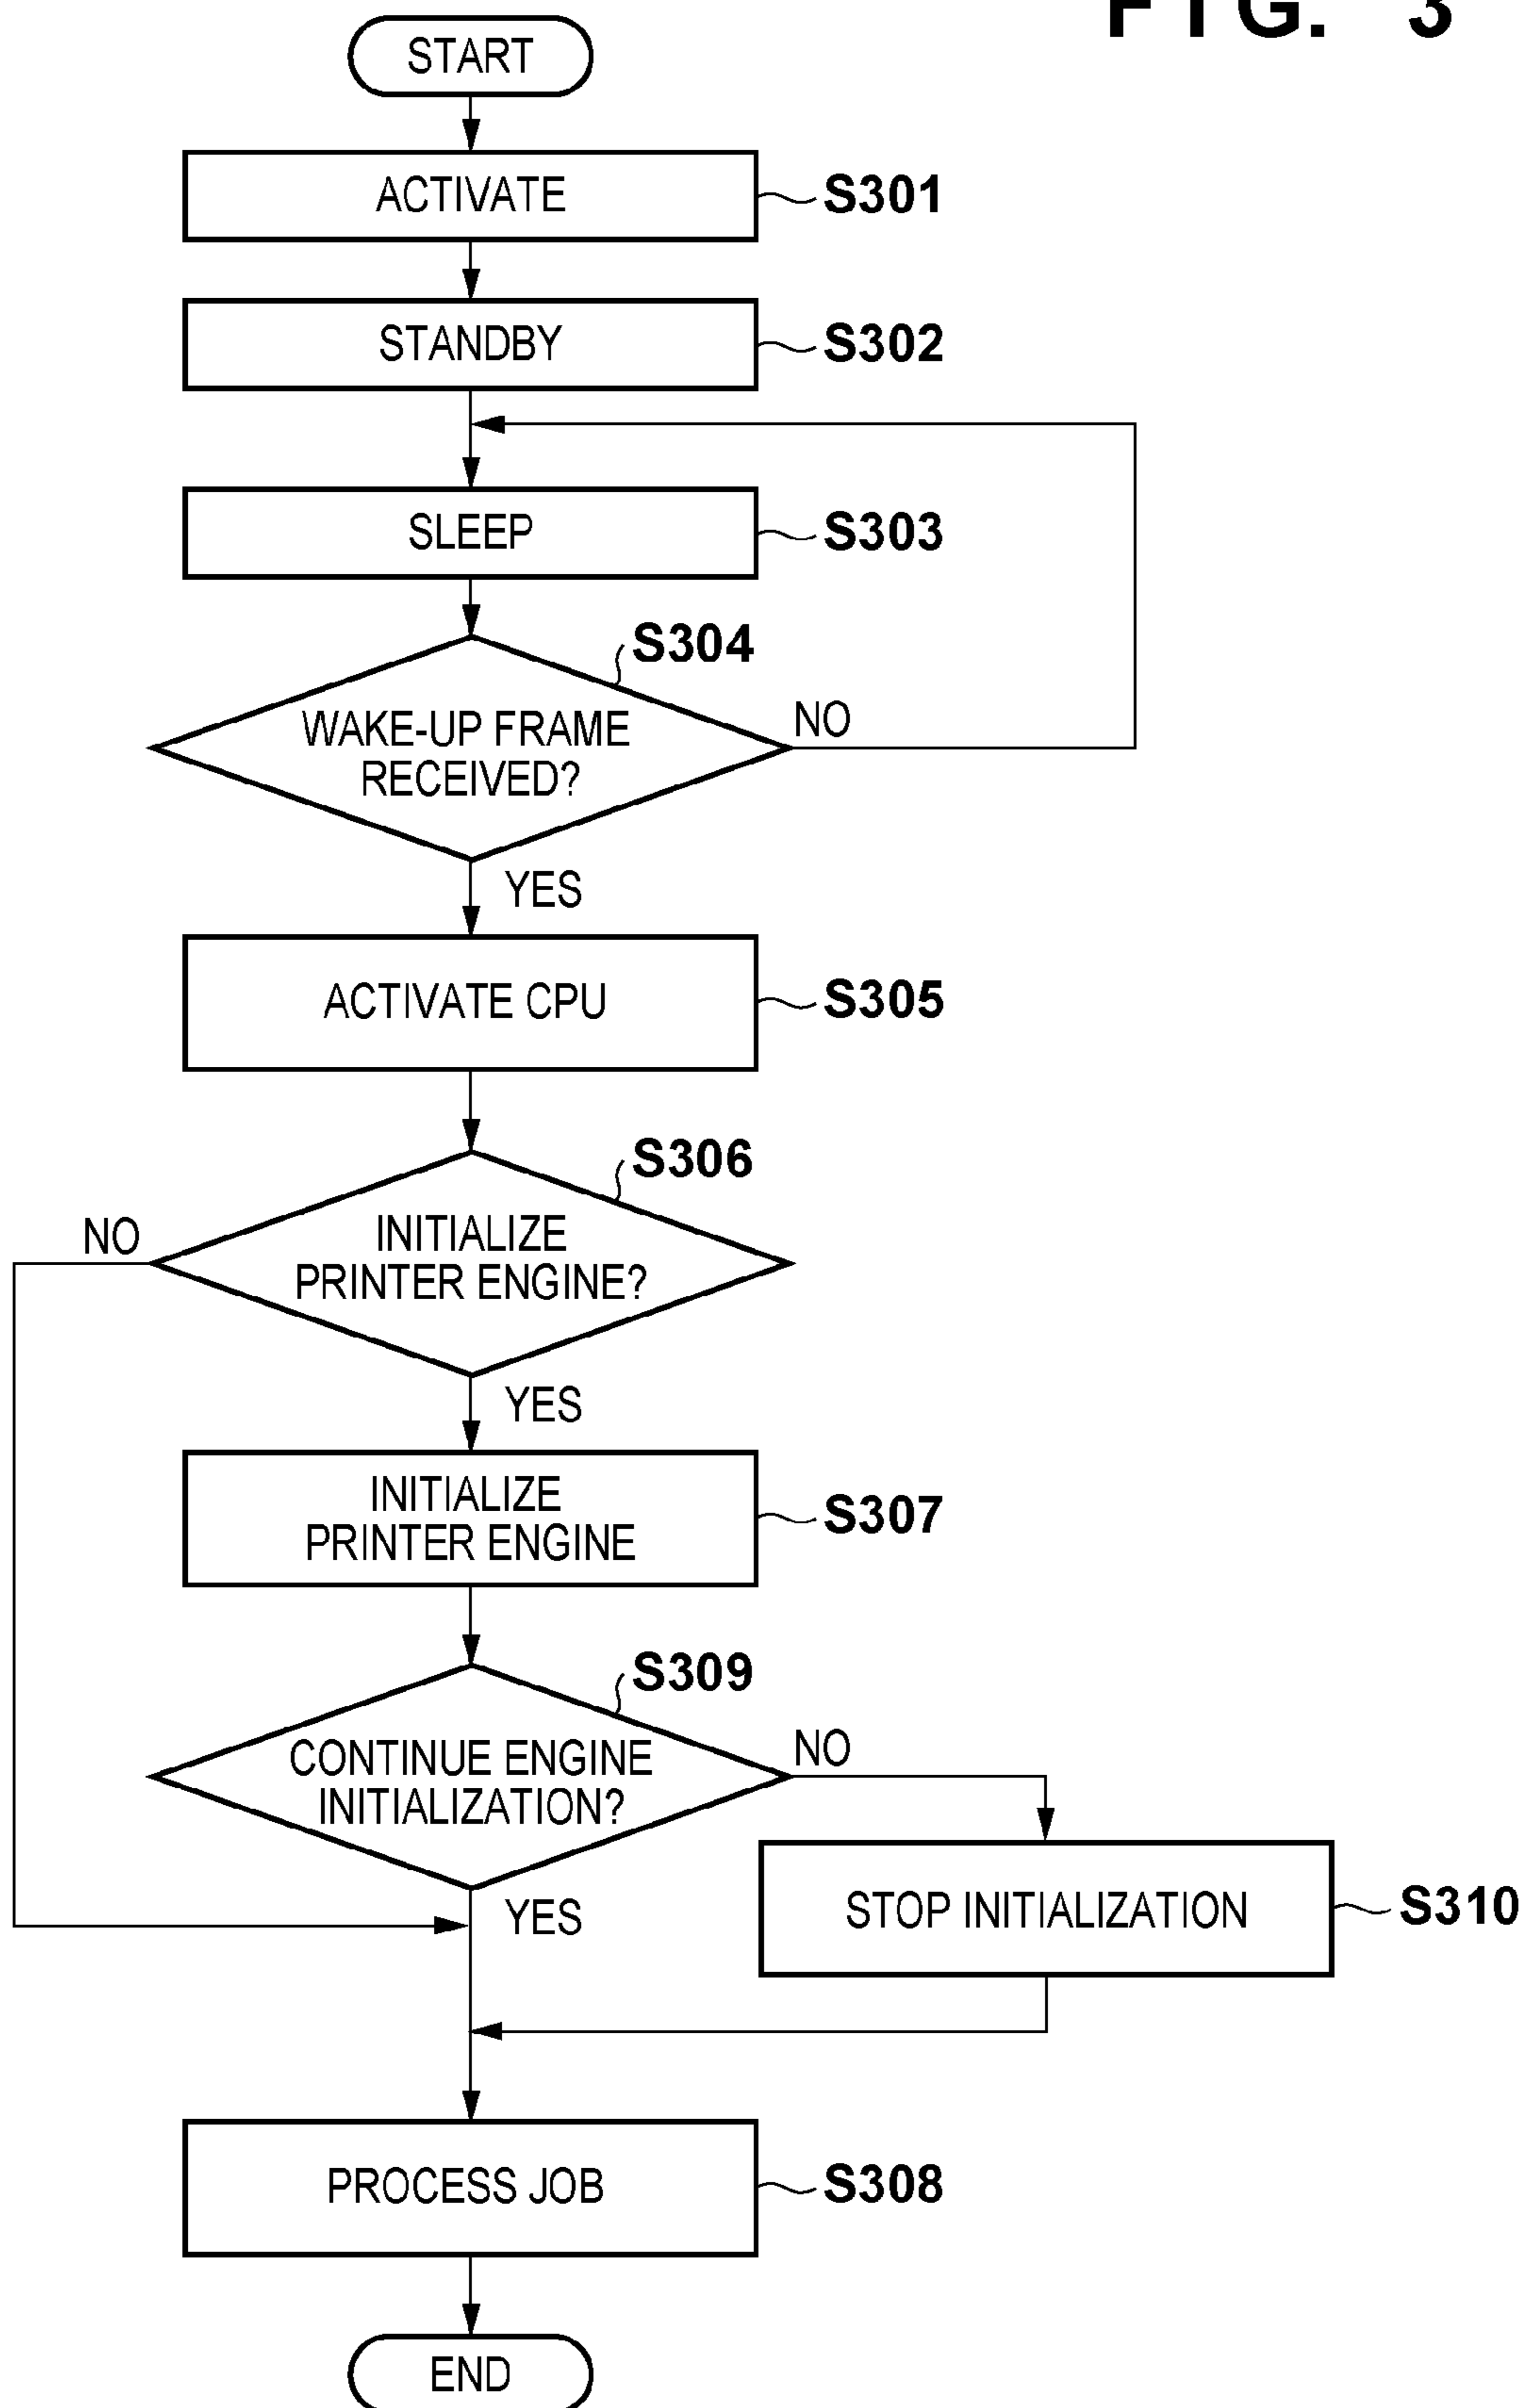 FIG. 3
START
ACTIVATE
S301
STANDBY
S302
SLEEP
S303
S304
WAKE-UP FRAME
RECEIVED?
NO
YES
ACTIVATE CPU
S305
S306
NO
INITIALIZE
PRINTER ENGINE?
YES
INITIALIZE
PRINTER ENGINE
S307
S309
CONTINUE ENGINE
INITIALIZATION?
NO
YES
STOP INITIALIZATION
S310
PROCESS JOB
S308
END